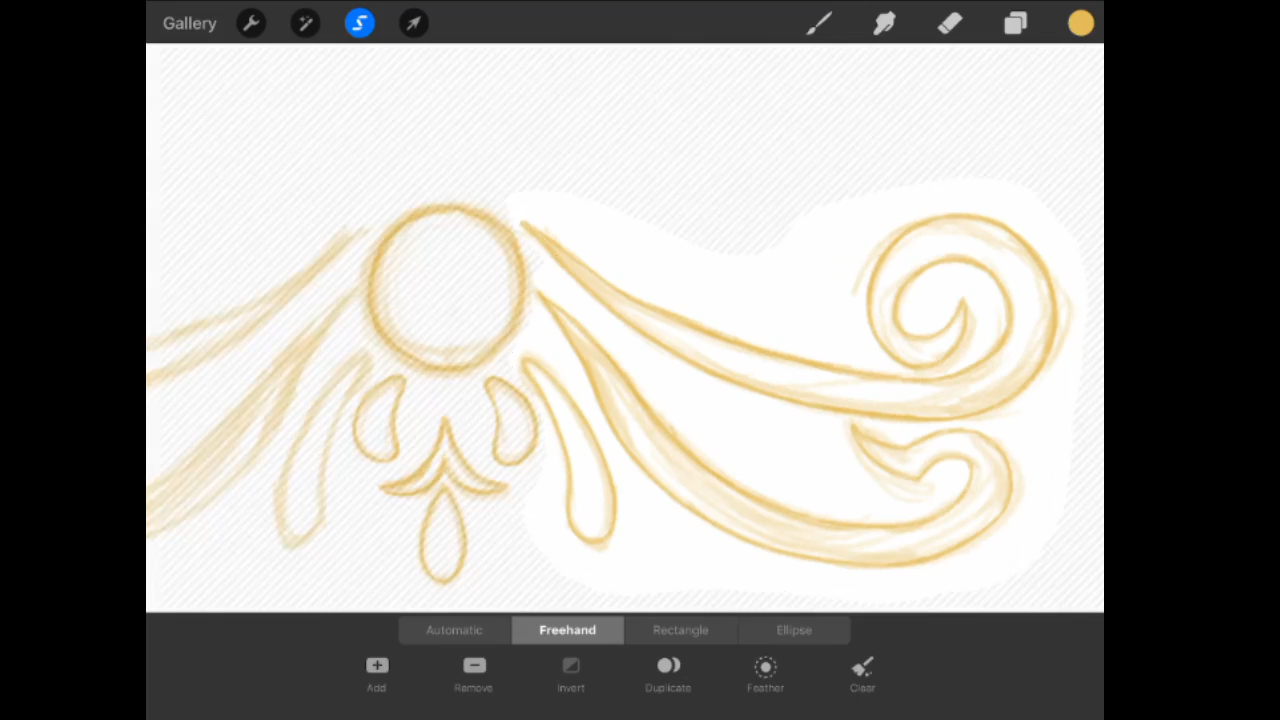 Gallery
Automatic Freehand Rectangle Ellipse
Add Remove Invert Duplicate Feather Clear